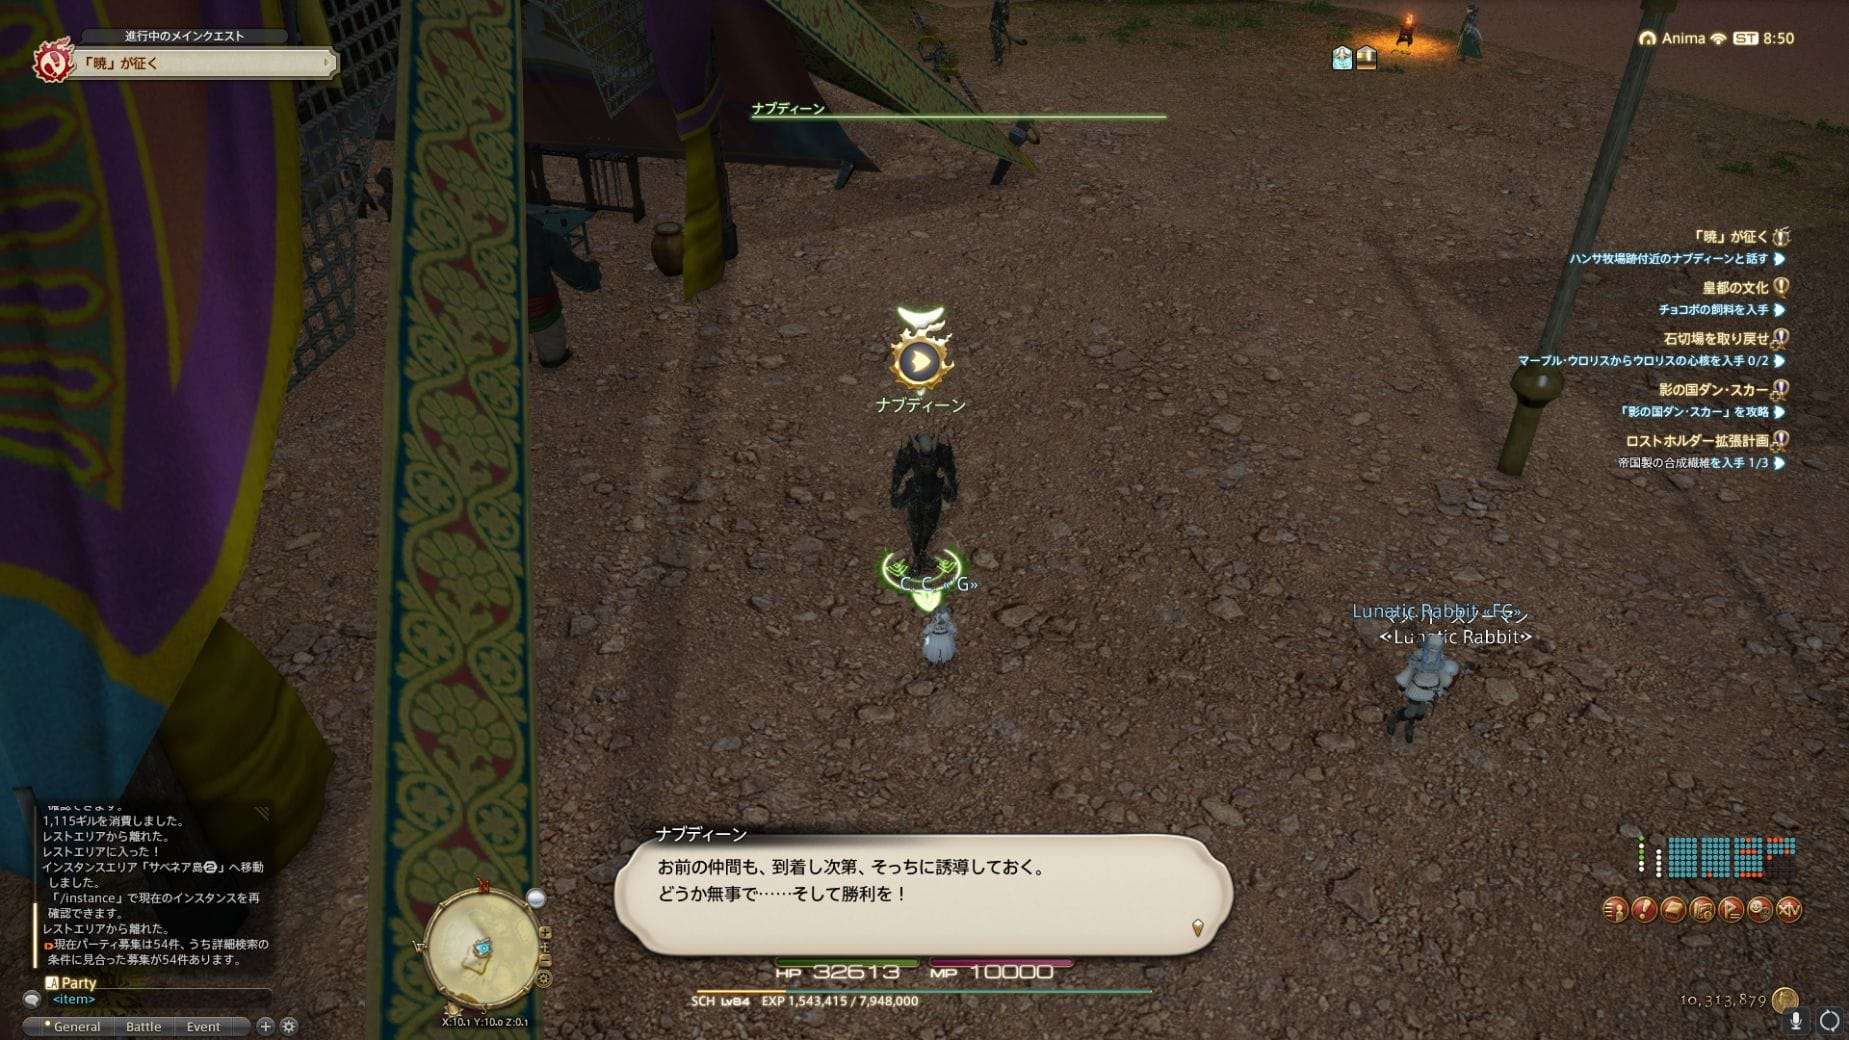 進行中のメインクエスト
「暁」が征く
ナブディーン
Anima ST 8:50
「暁」が征く
ハンサ牧場跡付近のナブディーンと話す
皇都の文化
チョコボの飼料を入手
石切場を取り戻せ
マーブル・ウロリスからウロリスの心核を入手 0/2
影の国ダン・スカー
「影の国ダン・スカー」を攻略
ロストホルダー拡張計画
帝国製の合成繊維を入手 1/3
ナブディーン
Lunatic Rabbit «FG»
<Lunatic Rabbit>
ナブディーン
お前の仲間も、到着し次第、そっちに誘導しておく。
どうか無事で……そして勝利を！
確認できます。
1,115ギルを消費しました。
レストエリアから離れた。
レストエリアに入った！
インスタンスエリア「サベネア島2」へ移動
しました。
「/instance」で現在のインスタンスを再
確認できます。
レストエリアから離れた。
現在パーティ募集は54件、うち詳細検索の
条件に見合った募集が54件あります。
Party
<item>
General Battle Event
X:10.1 Y:10.0 Z:0.1
HP 32613 MP 10000
SCH Lv84 EXP 1,543,415 / 7,948,000
10,313,879